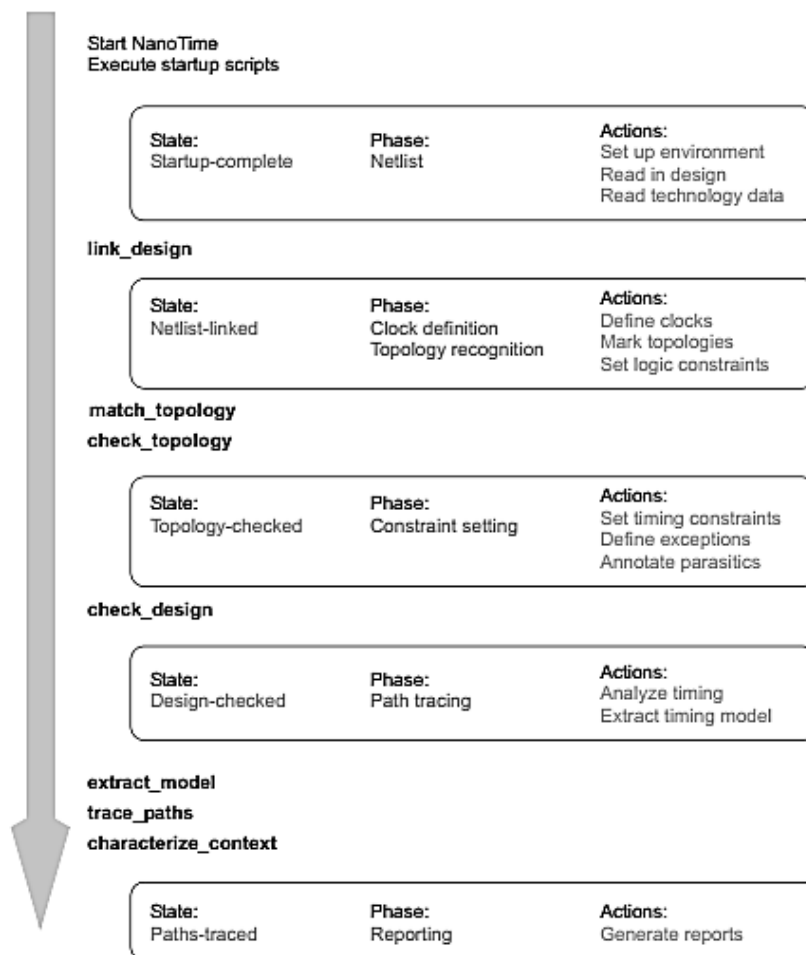 Start NanoTime
Execute startup scripts
State: Phase: Actions:
Startup-complete Netlist Set up environment
Read in design
Read technology data
link_design
State: Phase: Actions:
Netlist-linked Clock definition Define clocks
Topology recognition Mark topologies
Set logic constraints
match_topology
check_topology
State: Phase: Actions:
Topology-checked Constraint setting Set timing constraints
Define exceptions
Annotate parasitics
check_design
State: Phase: Actions:
Design-checked Path tracing Analyze timing
Extract timing model
extract_model
trace_paths
characterize_context
State: Phase: Actions:
Paths-traced Reporting Generate reports